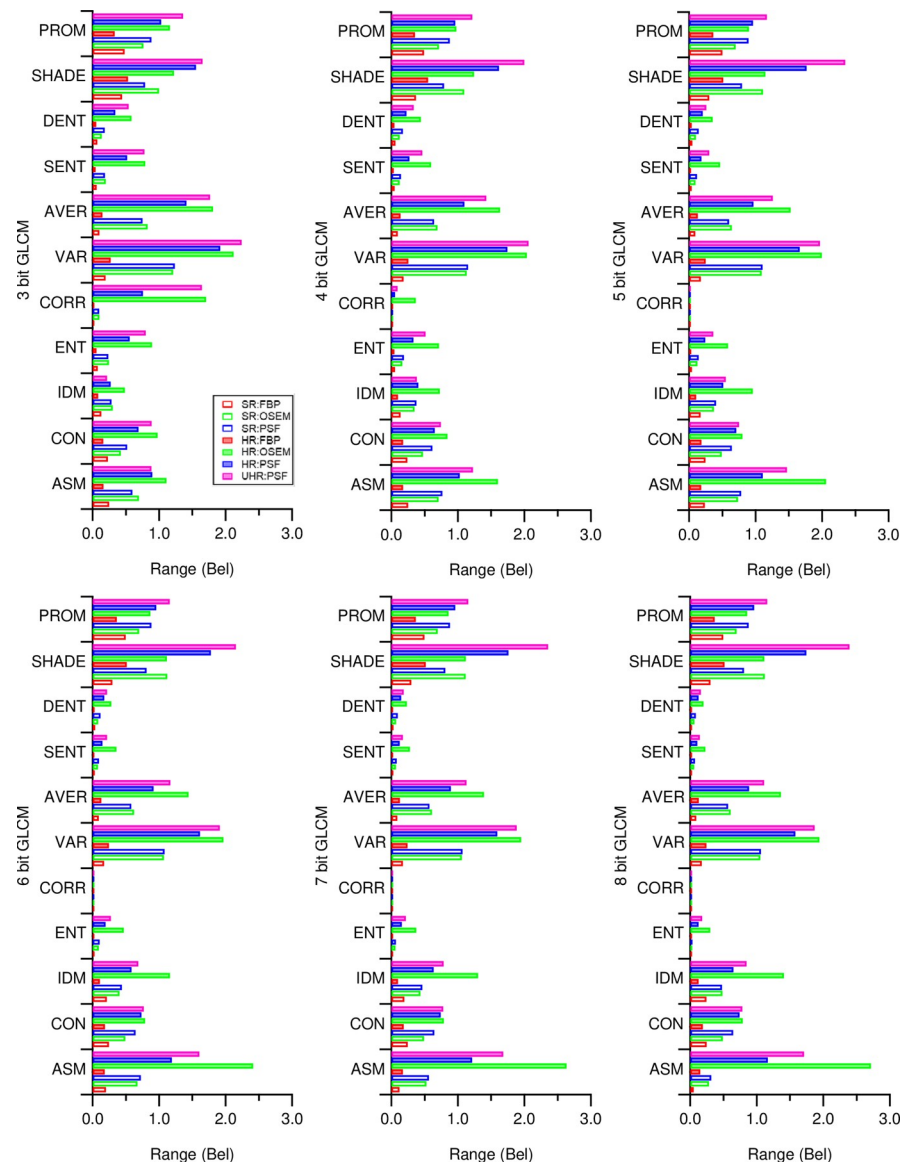 3 bit GLCM
PROM
SHADE
DENT
SENT
AVER
VAR
CORR
ENT
IDM
CON
ASM
0.0 1.0 2.0 3.0
Range (Bel)
SR:FBP
SR:OSEM
SR:PSF
HR:FBP
HR:OSEM
HR:PSF
UHR:PSF
4 bit GLCM
PROM
SHADE
DENT
SENT
AVER
VAR
CORR
ENT
IDM
CON
ASM
0.0 1.0 2.0 3.0
Range (Bel)
5 bit GLCM
PROM
SHADE
DENT
SENT
AVER
VAR
CORR
ENT
IDM
CON
ASM
0.0 1.0 2.0 3.0
Range (Bel)
6 bit GLCM
PROM
SHADE
DENT
SENT
AVER
VAR
CORR
ENT
IDM
CON
ASM
0.0 1.0 2.0 3.0
Range (Bel)
7 bit GLCM
PROM
SHADE
DENT
SENT
AVER
VAR
CORR
ENT
IDM
CON
ASM
0.0 1.0 2.0 3.0
Range (Bel)
8 bit GLCM
PROM
SHADE
DENT
SENT
AVER
VAR
CORR
ENT
IDM
CON
ASM
0.0 1.0 2.0 3.0
Range (Bel)